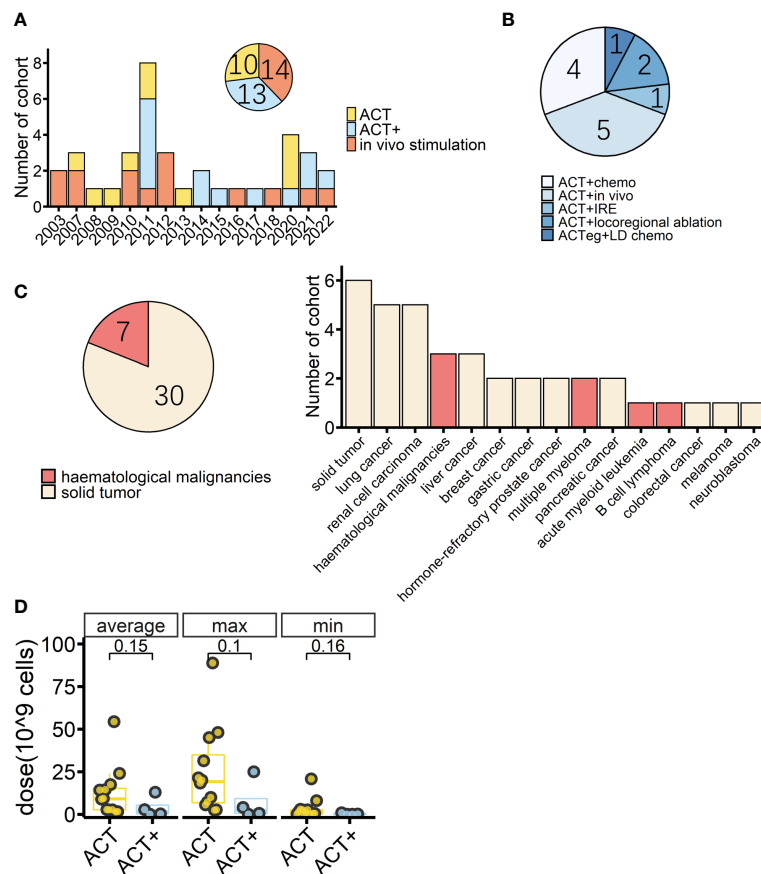 A
Number of cohort
8
6
4
2
0
2003
2007
2008
2009
2010
2011
2012
2013
2014
2015
2016
2017
2018
2020
2021
2022
10
14
13
ACT
ACT+
in vivo stimulation
B
1
2
1
5
4
ACT+chemo
ACT+in vivo
ACT+IRE
ACT+locoregional ablation
ACTeg+LD chemo
C
7
30
haematological malignancies
solid tumor
Number of cohort
6
4
2
0
solid tumor
lung cancer
renal cell carcinoma
haematological malignancies
liver cancer
breast cancer
gastric cancer
hormone-refractory prostate cancer
multiple myeloma
pancreatic cancer
acute myeloid leukemia
B cell lymphoma
colorectal cancer
melanoma
neuroblastoma
D
average
max
min
0.15
0.1
0.16
dose(10^9 cells)
100
75
50
25
0
ACT
ACT+
ACT
ACT+
ACT
ACT+